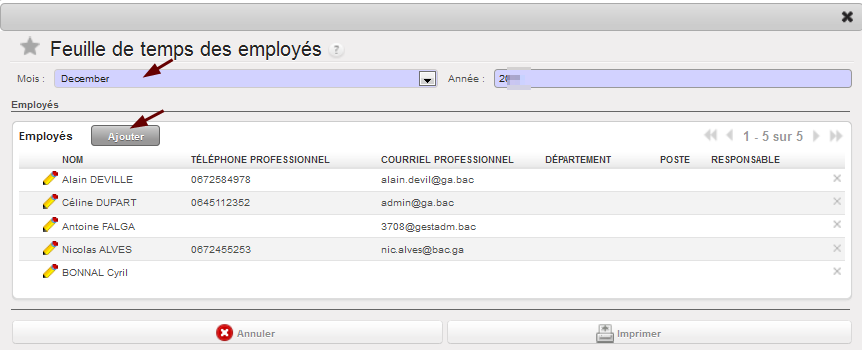 Feuille de temps des employés ?
Mois : December Année : 2
Employés
Employés Ajouter 1 - 5 sur 5
NOM TÉLÉPHONE PROFESSIONNEL COURRIEL PROFESSIONNEL DÉPARTEMENT POSTE RESPONSABLE
Alain DEVILLE 0672584978 alain.devil@ga.bac
Céline DUPART 0645112352 admin@ga.bac
Antoine FALGA 3708@gestadm.bac
Nicolas ALVES 0672455253 nic.alves@bac.ga
BONNAL Cyril
Annuler Imprimer